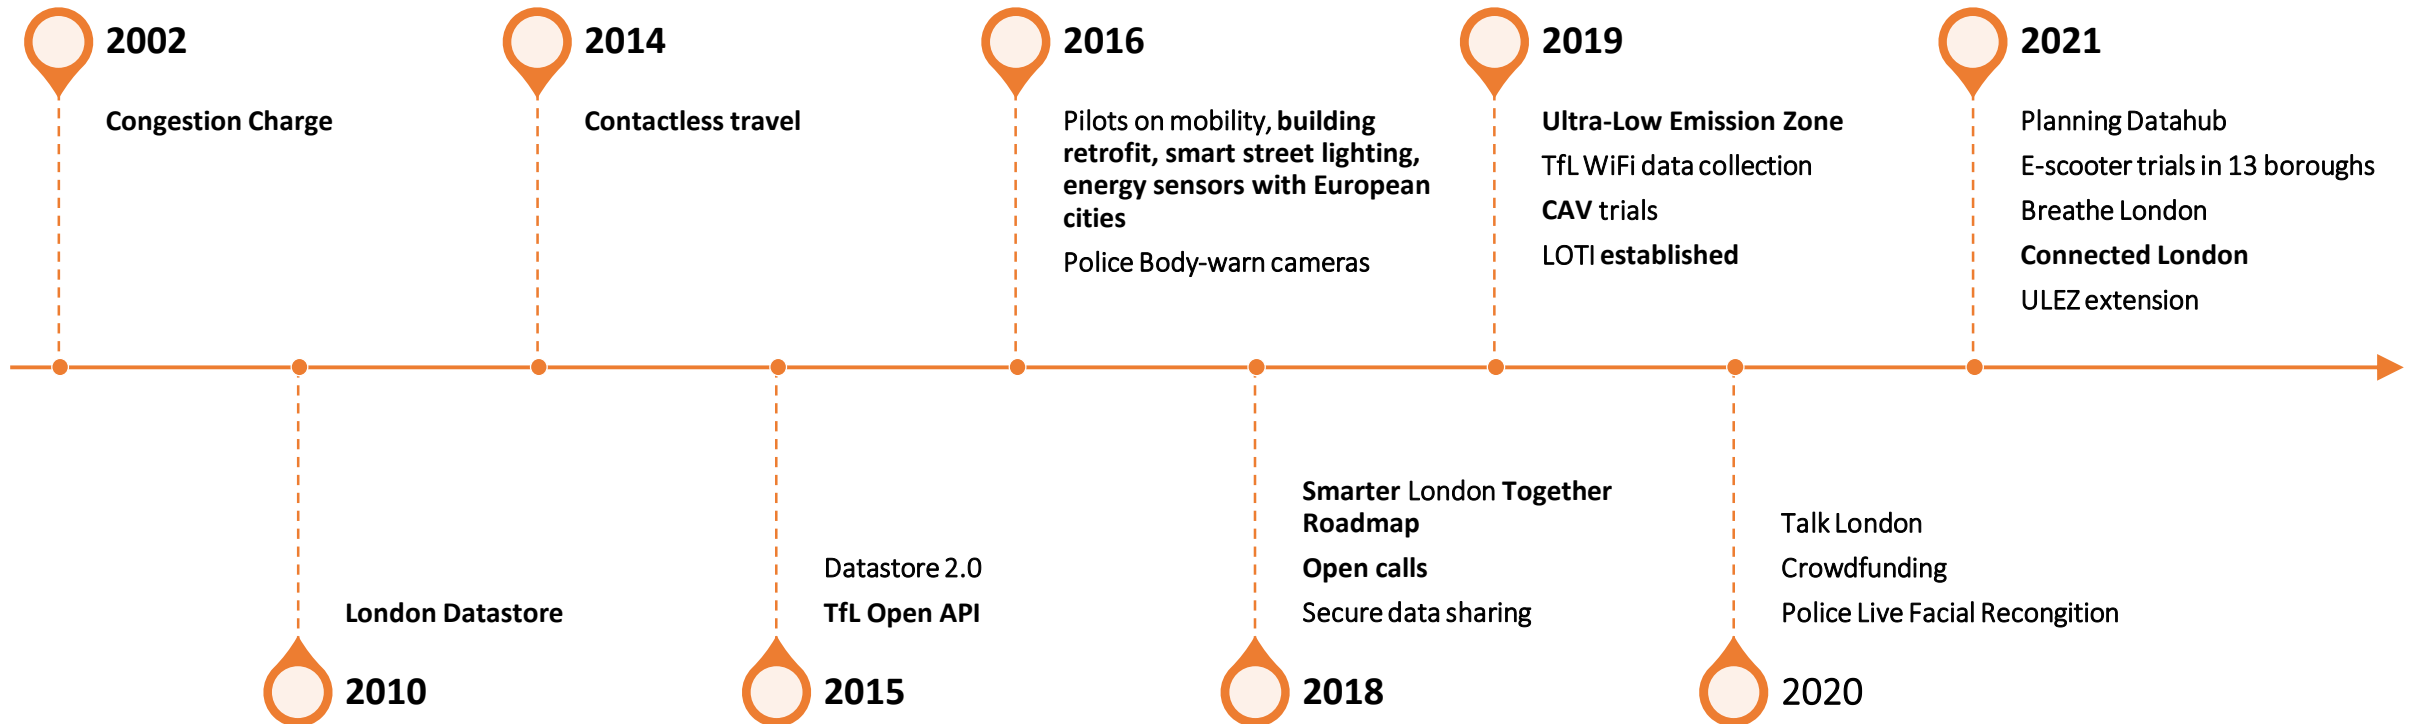 2002
Congestion Charge
2014
Contactless travel
2016
Pilots on mobility, building
retrofit, smart street lighting,
energy sensors with European
cities
Police Body-warn cameras
2019
Ultra-Low Emission Zone
TfL WiFi data collection
CAV trials
LOTI established
2021
Planning Datahub
E-scooter trials in 13 boroughs
Breathe London
Connected London
ULEZ extension
London Datastore
2010
Datastore 2.0
TfL Open API
2015
Smarter London Together
Roadmap
Open calls
Secure data sharing
2018
Talk London
Crowdfunding
Police Live Facial Recongition
2020